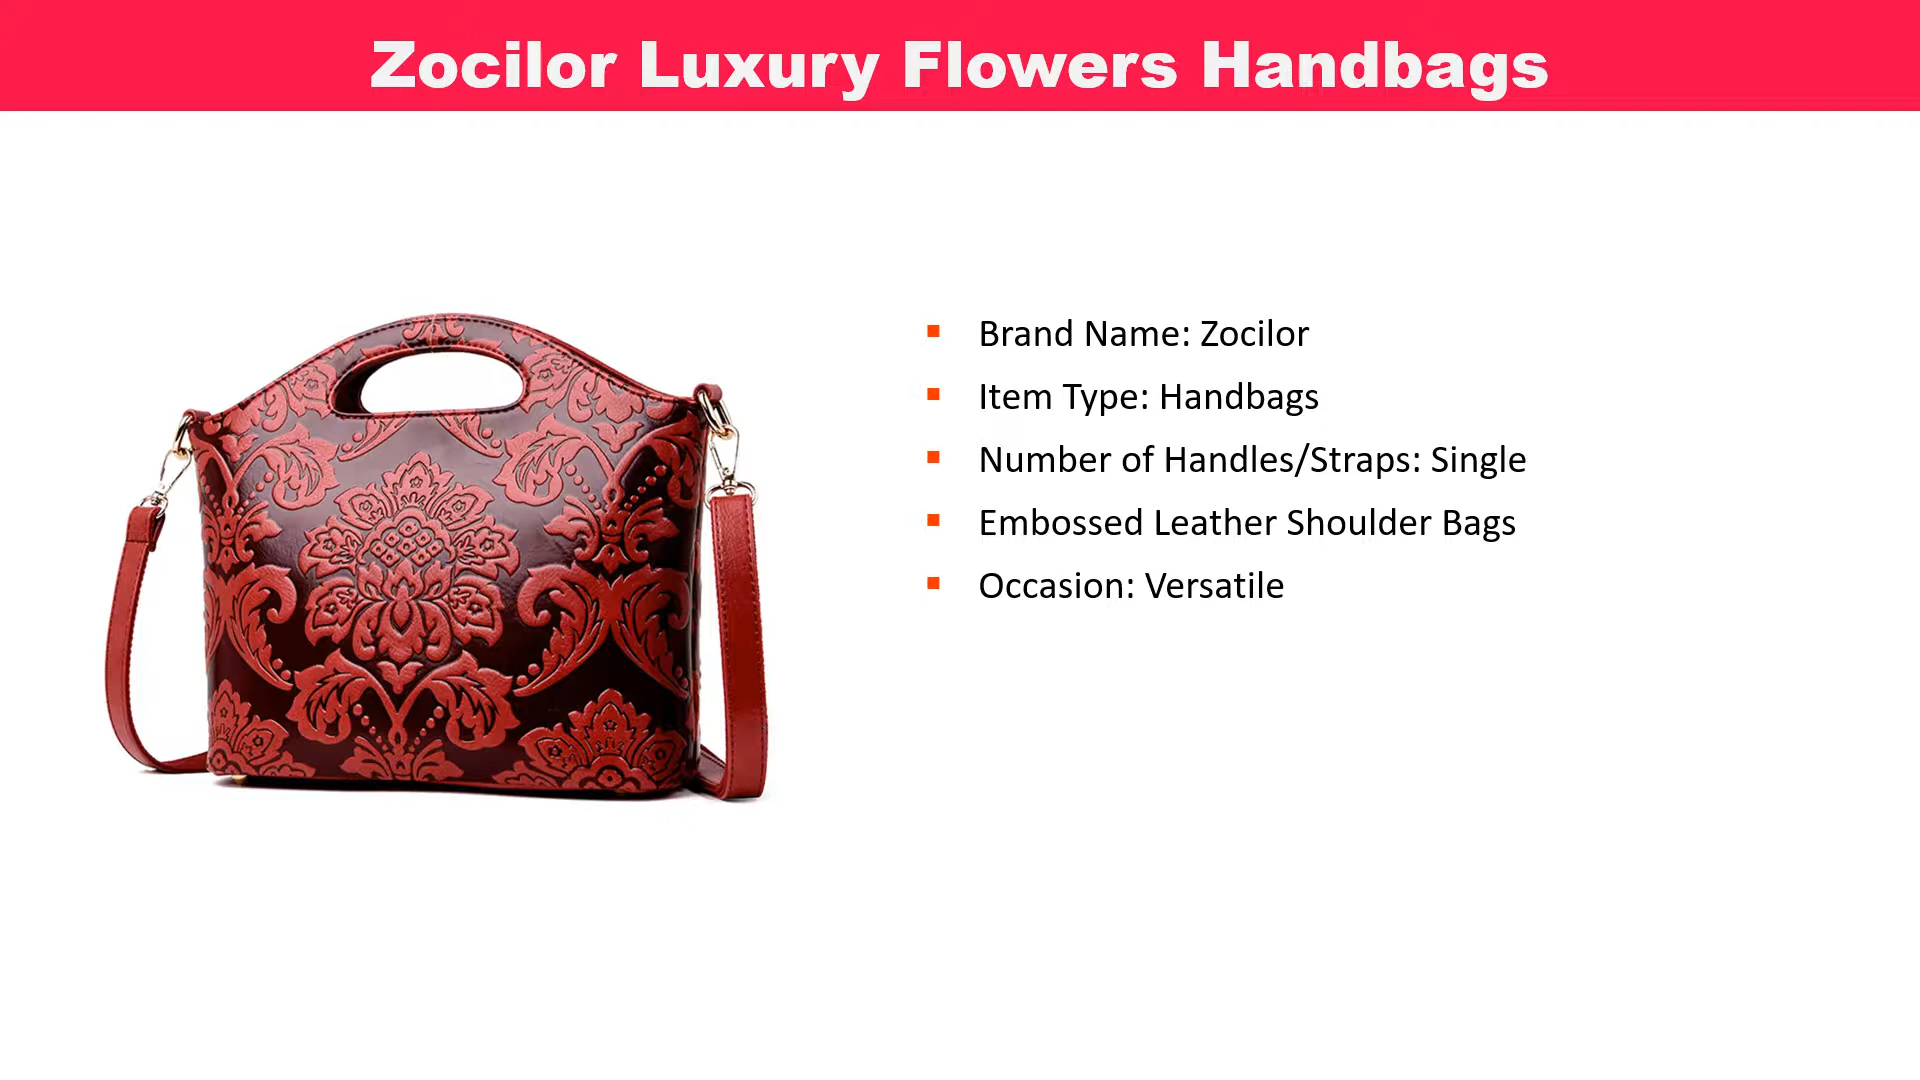 Zocilor Luxury Flowers Handbags
Brand Name: Zocilor
Item Type: Handbags
Number of Handles/Straps: Single
Embossed Leather Shoulder Bags
Occasion: Versatile